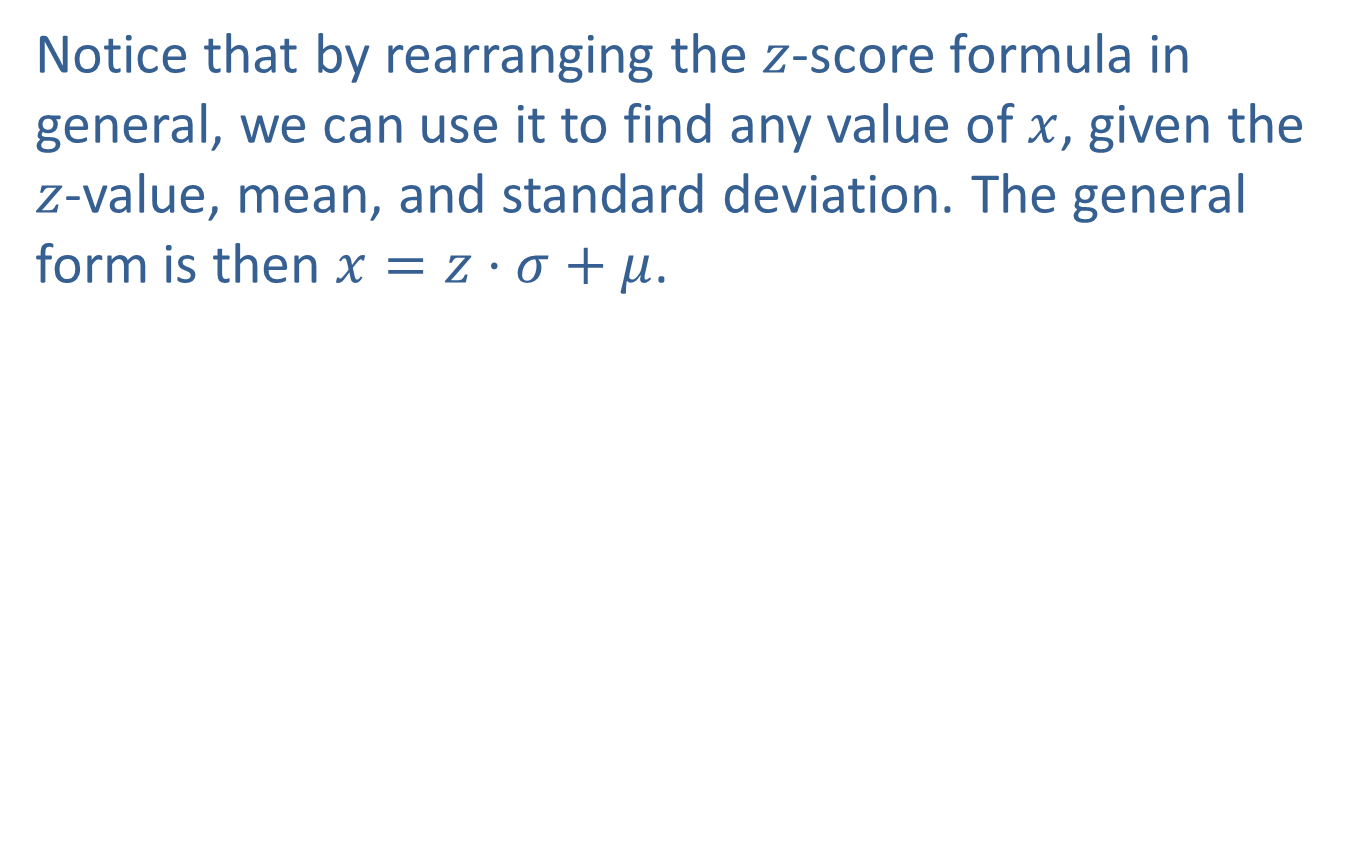 Notice that by rearranging the z-score formula in
general, we can use it to find any value of x, given the
z-value, mean, and standard deviation. The general
form is then x = z · σ + μ.